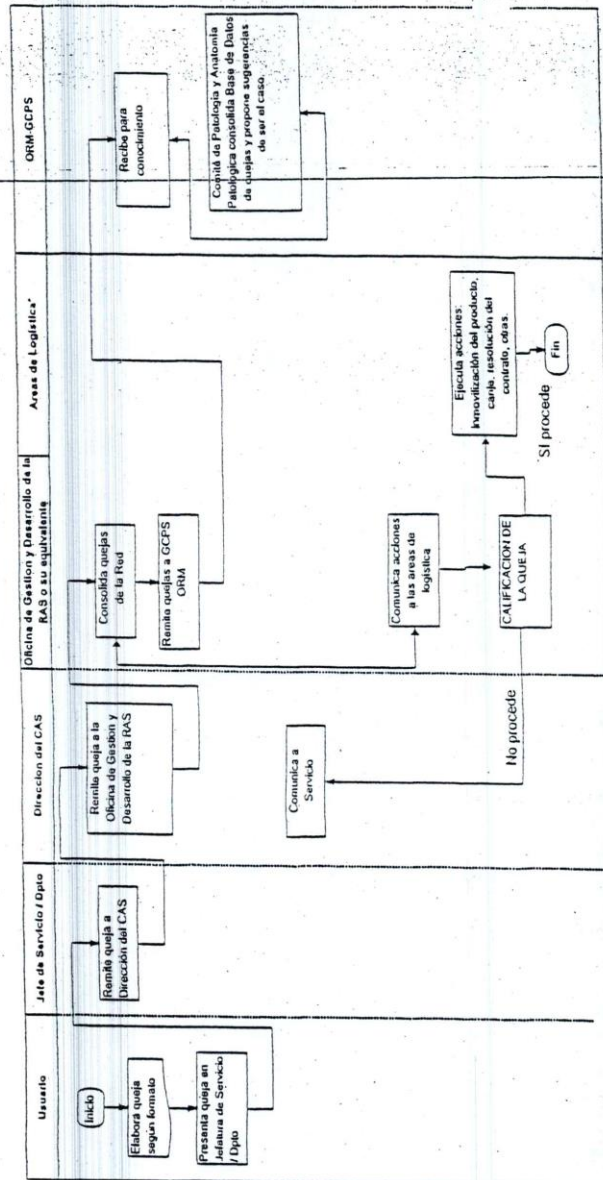 Usuario
Jefe de Servicio / Dpto
Direccion del CAS
Oficina de Gestion y Desarrollo de la
RAS o su equivalente
Areas de Logistica*
ORM-GCPS
Inicio
Elabora queja
según formato
Presenta queja en
Jefatura de Servicio
/ Dpto
Remite queja a
Dirección del CAS
Remite queja a la
Oficina de Gestion y
Desarrollo de la RAS
Comunica a
Servicio
No procede
Consolida quejas
de la Red
Remite quejas a GCPS
ORM
Comunica acciones
a las areas de
logistica
CALIFICACION DE
LA QUEJA
Ejecuta acciones:
inmovilización del producto,
canje, resolución del
contrato, otras.
SI procede
Fin
Recibe para
conocimiento
Comité de Patologia y Anatomia
Patologica consolida Base de Datos
de quejas y propone sugerencias
de ser el caso.